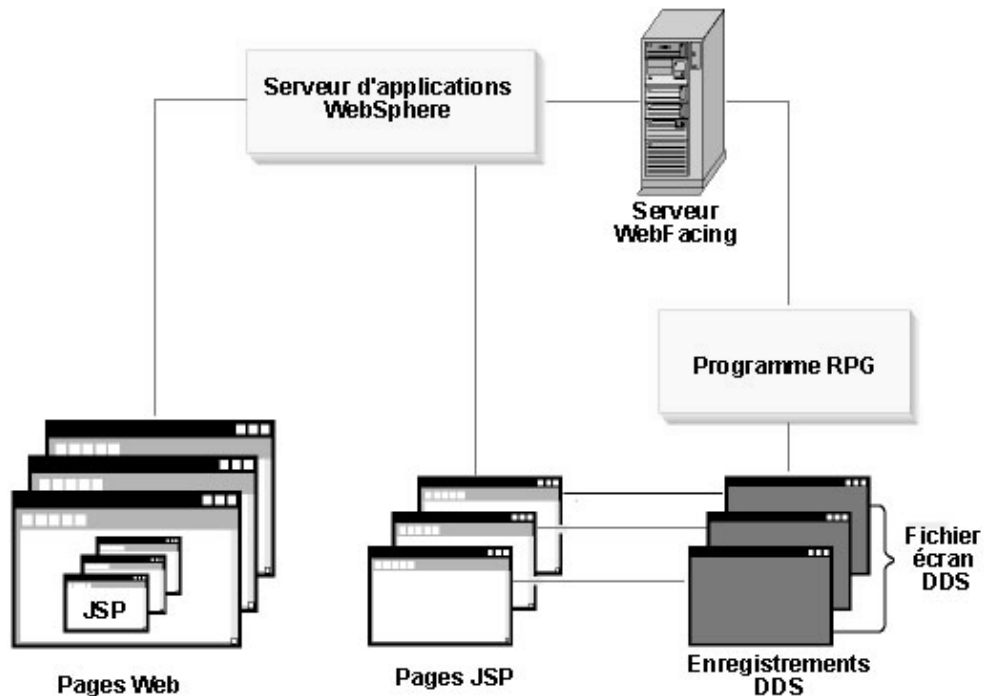 Serveur d'applications
WebSphere
Serveur
WebFacing
Programme RPG
JSP
Fichier
écran
DDS
Pages Web
Pages JSP
Enregistrements
DDS